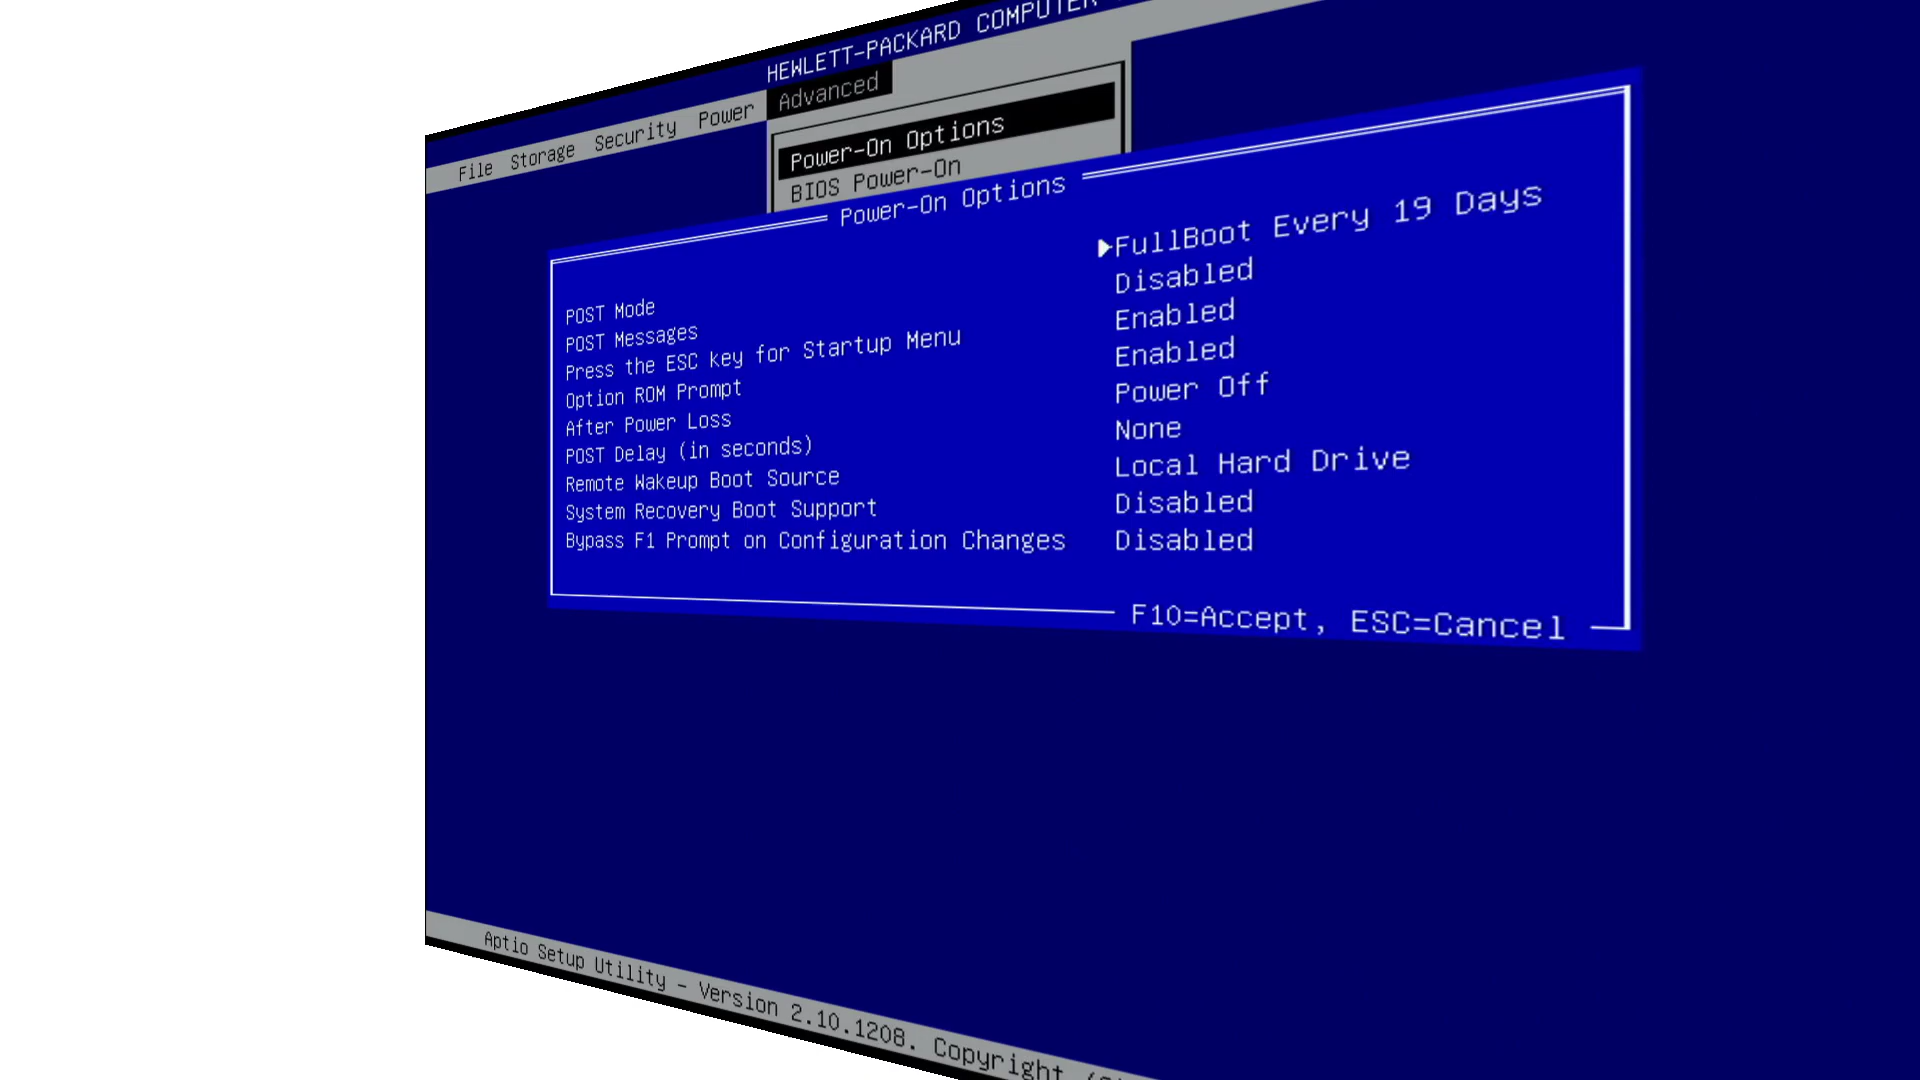 HEWLETT-PACKARD COMPUTER
File Storage Security Power Advanced
Power-On Options
BIOS Power-On
Power-On Options
POST Mode FullBoot Every 19 Days
POST Messages Disabled
Press the ESC key for Startup Menu Enabled
Option ROM Prompt Enabled
After Power Loss Power Off
POST Delay (in seconds) None
Remote Wakeup Boot Source Local Hard Drive
System Recovery Boot Support Disabled
Bypass F1 Prompt on Configuration Changes Disabled
F10=Accept, ESC=Cancel
Aptio Setup Utility - Version 2.10.1208. Copyright